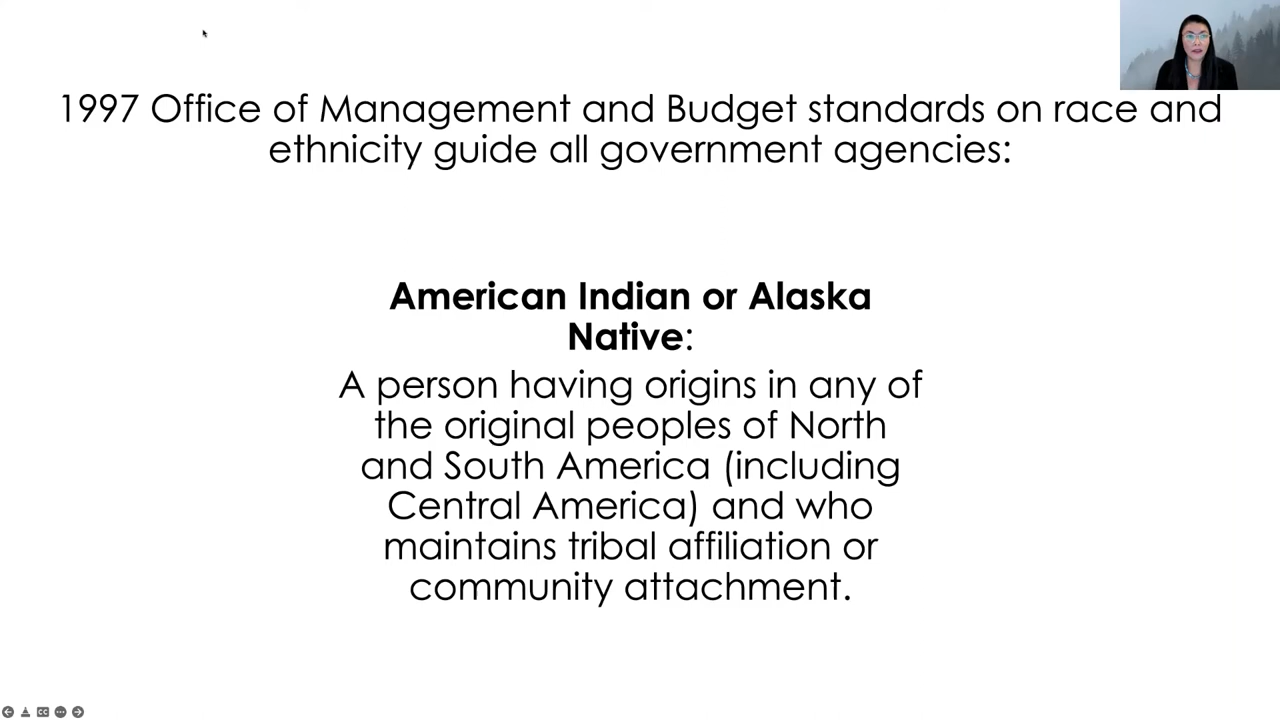 1997 Office of Management and Budget standards on race and
ethnicity guide all government agencies:
American Indian or Alaska
Native:
A person having origins in any of
the original peoples of North
and South America (including
Central America) and who
maintains tribal affiliation or
community attachment.